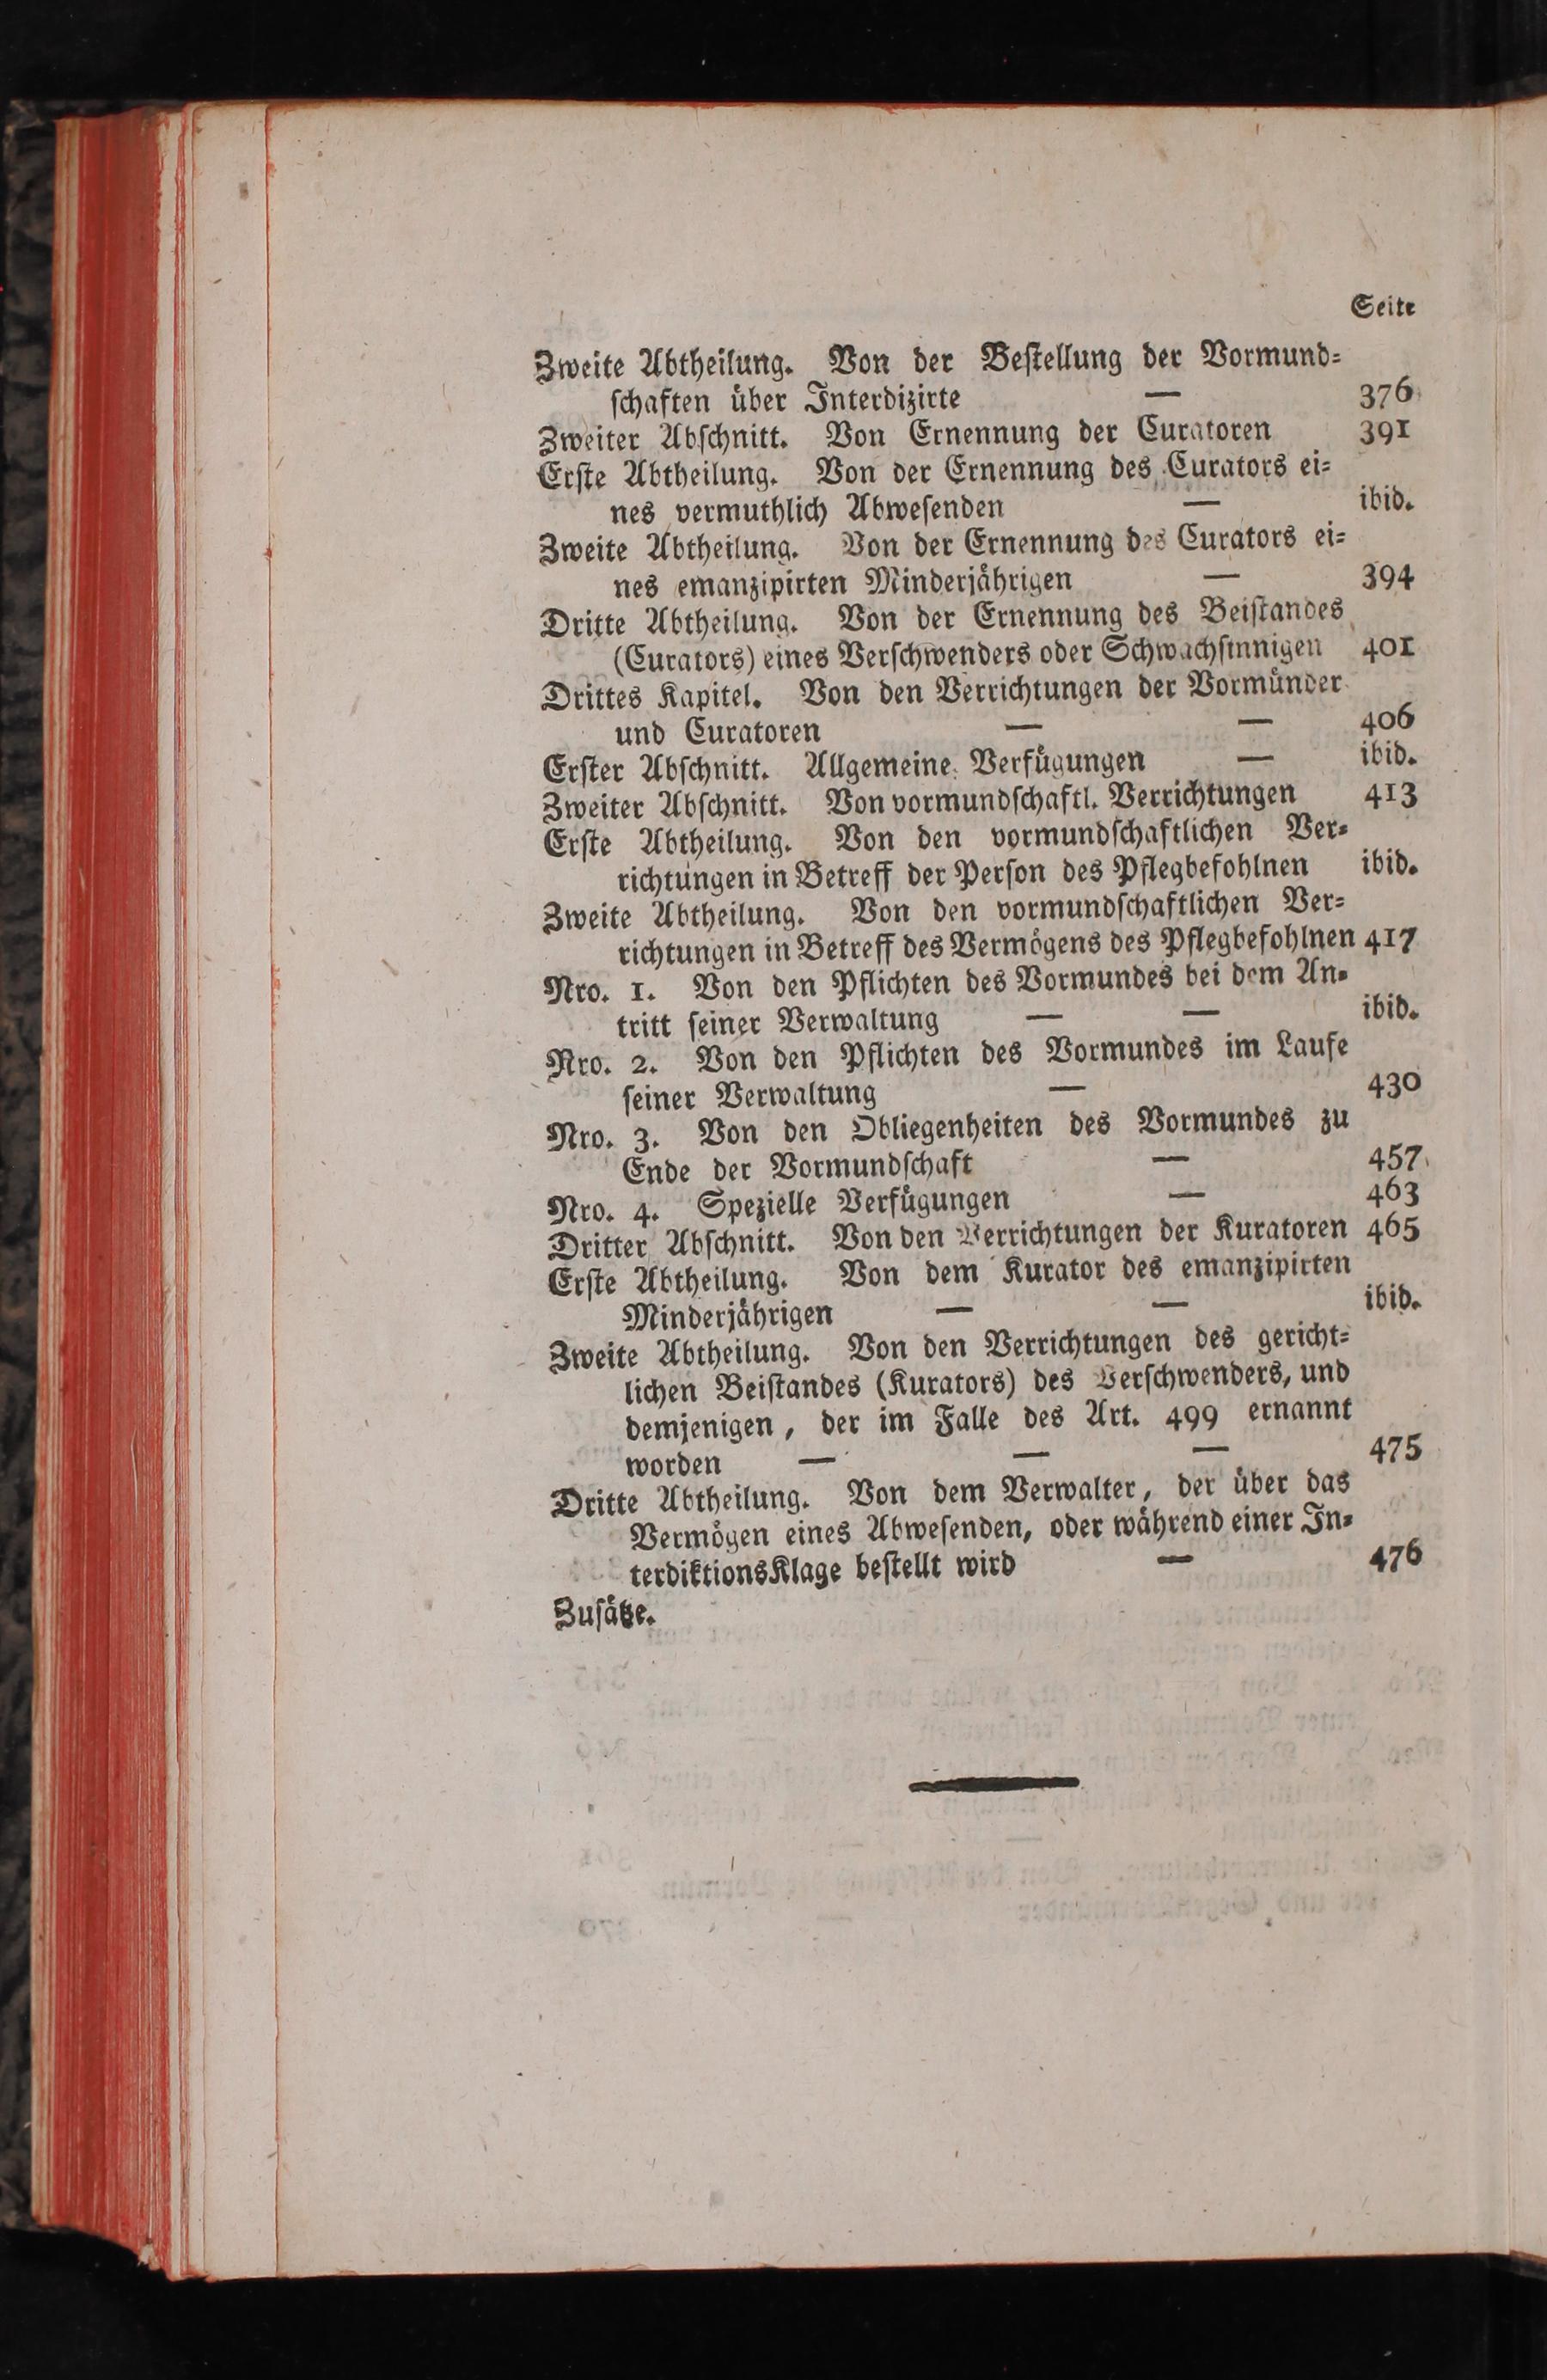 Seite
Zweite Abtheilung. Von der Beſtellung der Vormund⸗
ſchaften über Interdizirte — 376
Zweiter Abſchnitt. Von Ernennung der Curatoren 391
Erſte Abtheilung. Von der Ernennung des Curators ei⸗
nes vermuthlich Abweſenden — ibid.
Zweite Abtheilung. Von der Ernennung des Curators ei⸗
nes emanzipirten Minderjährigen — 394
Dritte Abtheilung. Von der Ernennung des Beiſtandes
(Curators) eines Verſchwenders oder Schwachſinnigen 401
Drittes Kapitel. Von den Verrichtungen der Vormünder
und Curatoren — — 406
Erſter Abſchnitt. Allgemeine Verfügungen — ibid.
Zweiter Abſchnitt. Von vormundſchaftl. Verrichtungen 413
Erſte Abtheilung. Von den vormundſchaftlichen Ver⸗
richtungen in Betreff der Perſon des Pflegbefohlnen ibid.
Zweite Abtheilung. Von den vormundſchaftlichen Ver⸗
richtungen in Betreff des Vermögens des Pflegbefohlnen 417
Nro. 1. Von den Pflichten des Vormundes bei dem An⸗
tritt ſeiner Verwaltung — — ibid.
Nro. 2. Von den Pflichten des Vormundes im Laufe
ſeiner Verwaltung — 430
Nro. 3. Von den Obliegenheiten des Vormundes zu
Ende der Vormundſchaft — 457
Nro. 4. Spezielle Verfügungen — 463
Dritter Abſchnitt. Von den Verrichtungen der Kuratoren 465
Erſte Abtheilung. Von dem Kurator des emanzipirten
Minderjährigen — — ibid.
Zweite Abtheilung. Von den Verrichtungen des gericht⸗
lichen Beiſtandes (Kurators) des Verſchwenders, und
demjenigen, der im Falle des Art. 499 ernannt
worden — — — 475
Dritte Abtheilung. Von dem Verwalter, der über das
Vermögen eines Abweſenden, oder während einer In⸗
terdiktionsKlage beſtellt wird — 476
Zuſätze.